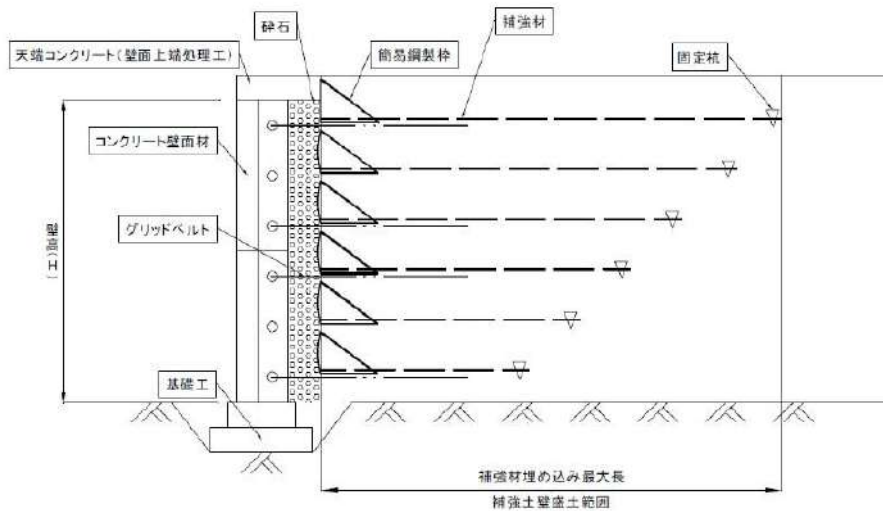 砕石
補強材
天端コンクリート(壁面上端処理工)
簡易鋼製枠
固定杭
コンクリート壁面材
グリッドベルト
壁高(H)
基礎工
補強材埋め込み最大長
補強土壁盛土範囲